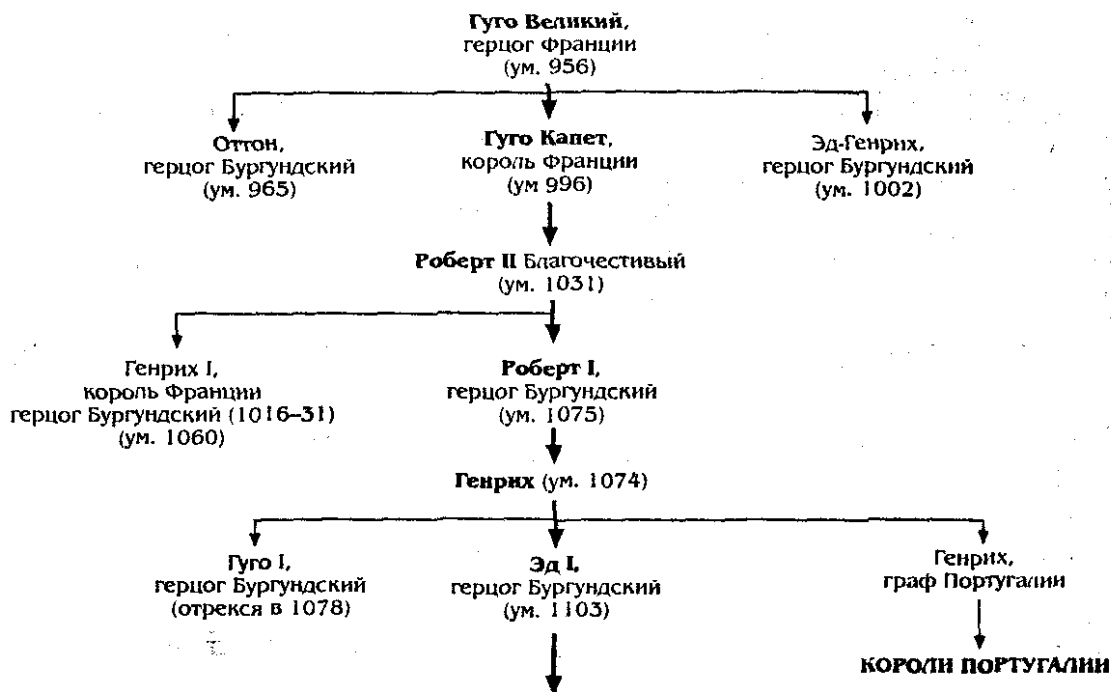 Гуго Великий,
герцог Франции
(ум. 956)
Оттон,
герцог Бургундский
(ум. 965)
Гуго Капет,
король Франции
(ум 996)
Эд-Генрих,
герцог Бургундский
(ум. 1002)
Роберт II Благочестивый
(ум. 1031)
Генрих I,
король Франции
герцог Бургундский (1016–31)
(ум. 1060)
Роберт I,
герцог Бургундский
(ум. 1075)
Генрих (ум. 1074)
Гуго I,
герцог Бургундский
(отрекся в 1078)
Эд I,
герцог Бургундский
(ум. 1103)
Генрих,
граф Португалии
КОРОЛИ ПОРТУГАЛИИ